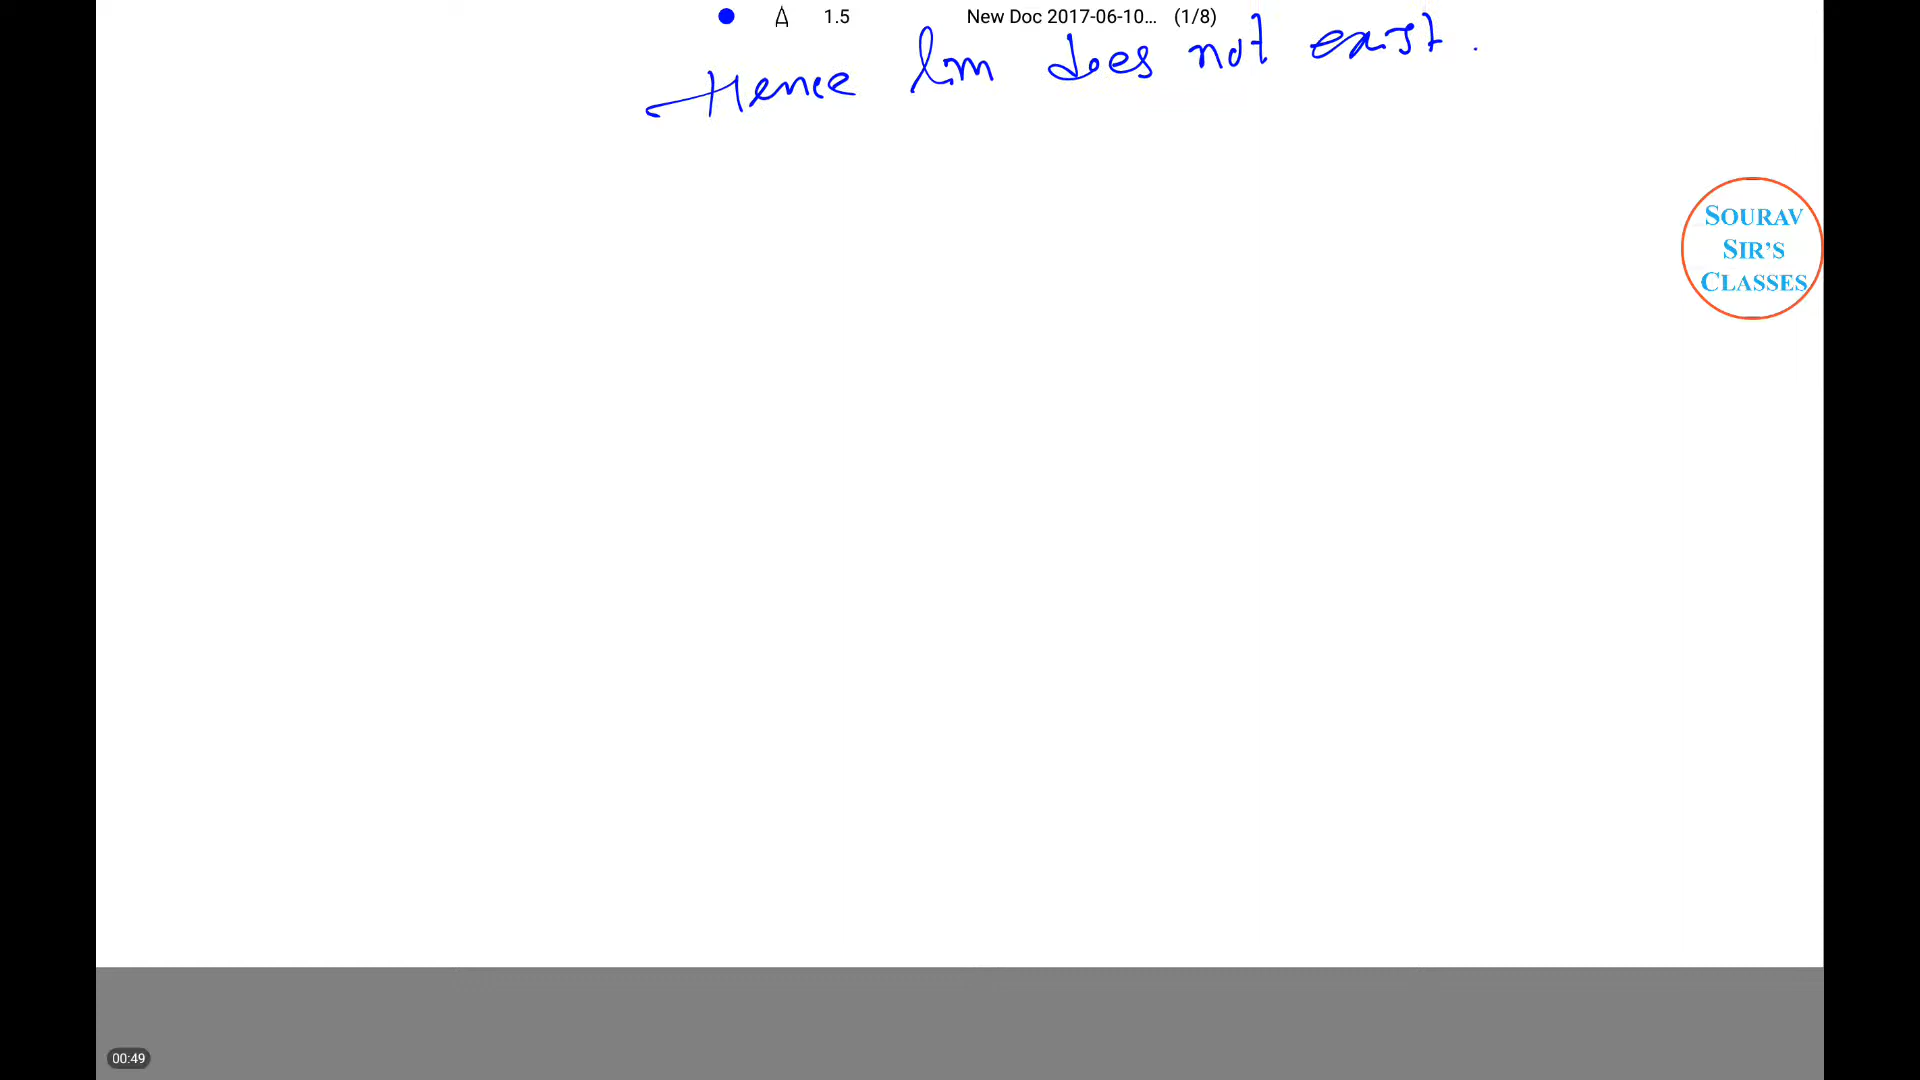 A 1.5 New Doc 2017-06-10... (1/8)
Hence lim does not exist.
SOURAV
SIR'S
CLASSES
00:49